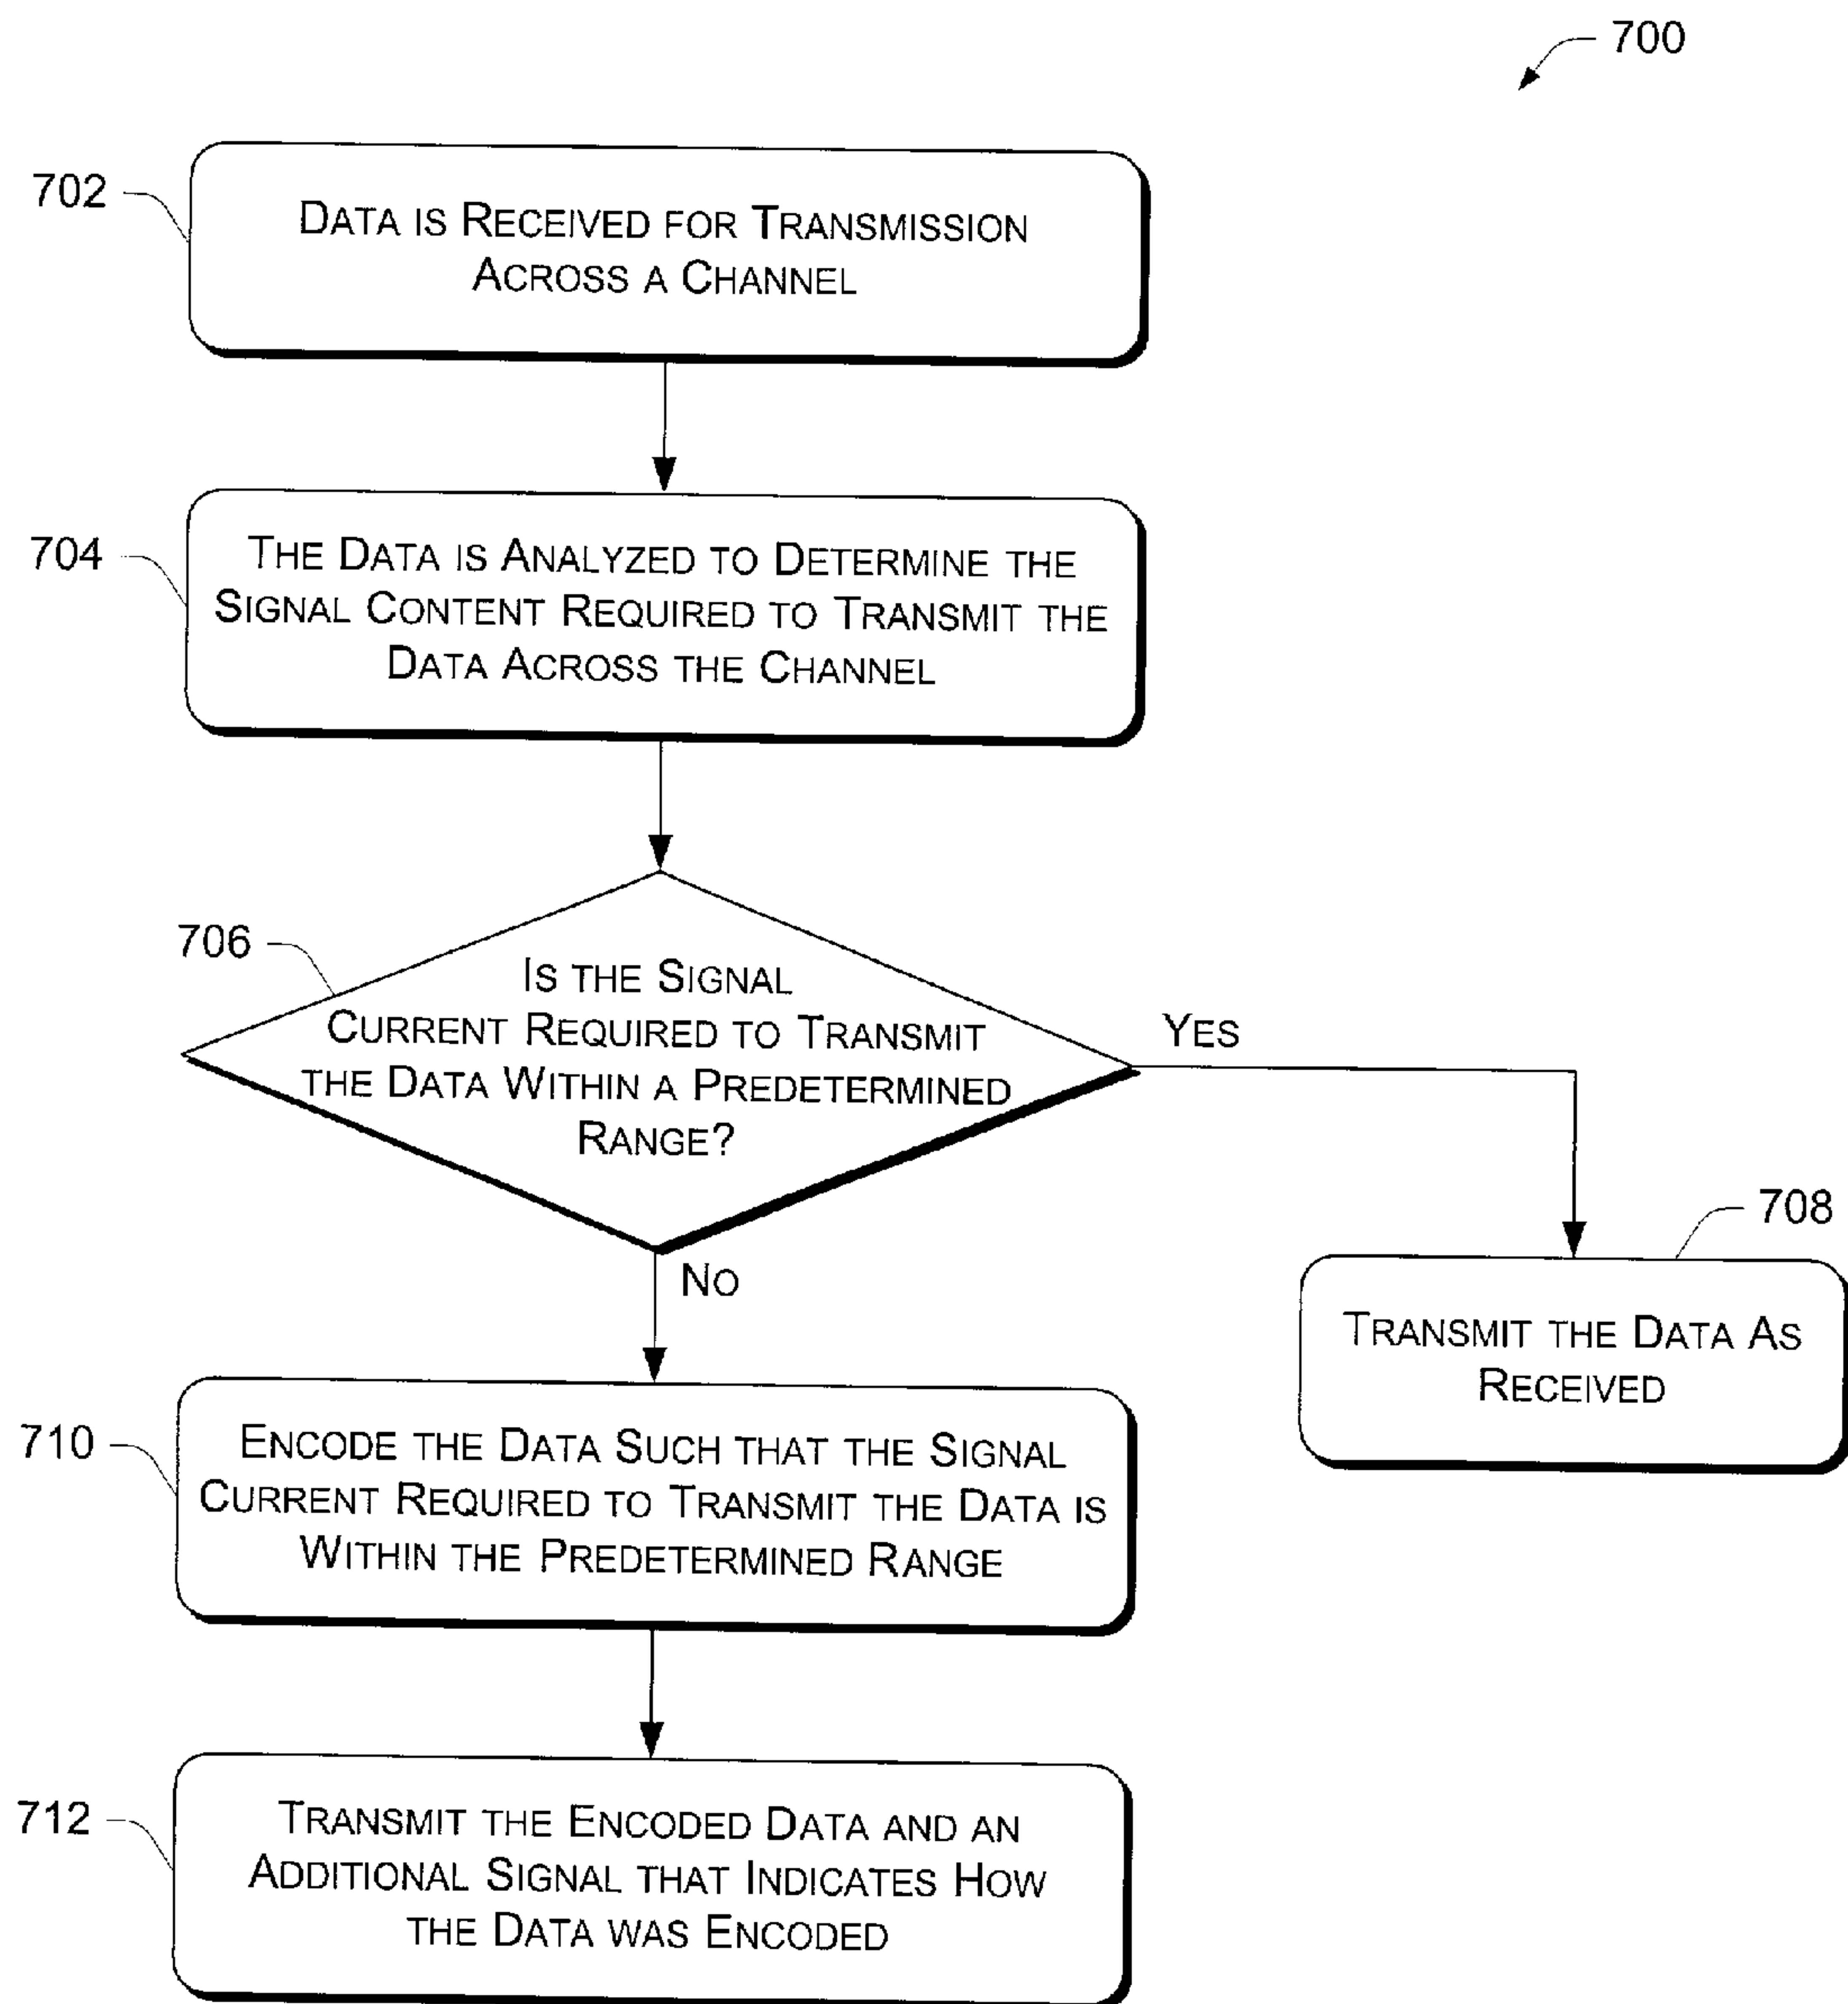 700
702
DATA IS RECEIVED FOR TRANSMISSION
ACROSS A CHANNEL
704
THE DATA IS ANALYZED TO DETERMINE THE
SIGNAL CONTENT REQUIRED TO TRANSMIT THE
DATA ACROSS THE CHANNEL
706
IS THE SIGNAL
CURRENT REQUIRED TO TRANSMIT
THE DATA WITHIN A PREDETERMINED
RANGE?
YES
NO
708
TRANSMIT THE DATA AS
RECEIVED
710
ENCODE THE DATA SUCH THAT THE SIGNAL
CURRENT REQUIRED TO TRANSMIT THE DATA IS
WITHIN THE PREDETERMINED RANGE
712
TRANSMIT THE ENCODED DATA AND AN
ADDITIONAL SIGNAL THAT INDICATES HOW
THE DATA WAS ENCODED